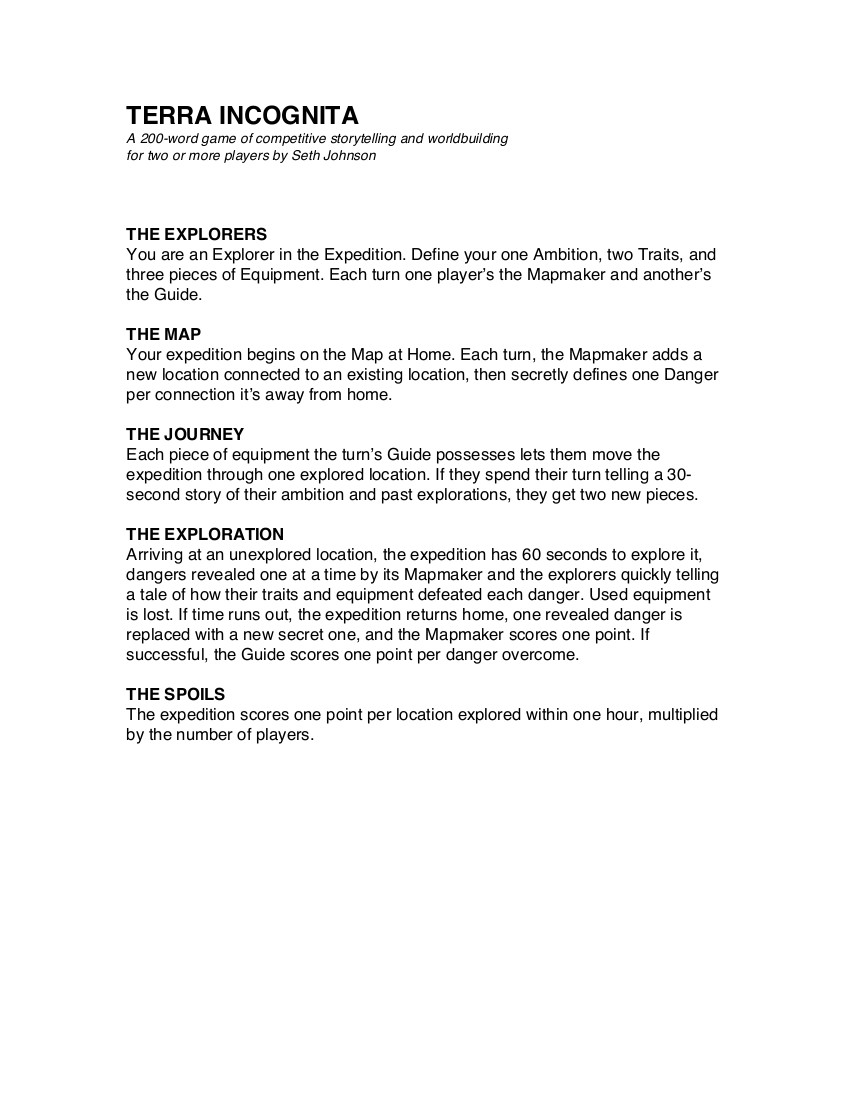 TERRA INCOGNITA
A 200-word game of competitive storytelling and worldbuilding
for two or more players by Seth Johnson
THE EXPLORERS
You are an Explorer in the Expedition. Define your one Ambition, two Traits, and
three pieces of Equipment. Each turn one player’s the Mapmaker and another’s
the Guide.
THE MAP
Your expedition begins on the Map at Home. Each turn, the Mapmaker adds a
new location connected to an existing location, then secretly defines one Danger
per connection it’s away from home.
THE JOURNEY
Each piece of equipment the turn’s Guide possesses lets them move the
expedition through one explored location. If they spend their turn telling a 30-
second story of their ambition and past explorations, they get two new pieces.
THE EXPLORATION
Arriving at an unexplored location, the expedition has 60 seconds to explore it,
dangers revealed one at a time by its Mapmaker and the explorers quickly telling
a tale of how their traits and equipment defeated each danger. Used equipment
is lost. If time runs out, the expedition returns home, one revealed danger is
replaced with a new secret one, and the Mapmaker scores one point. If
successful, the Guide scores one point per danger overcome.
THE SPOILS
The expedition scores one point per location explored within one hour, multiplied
by the number of players.